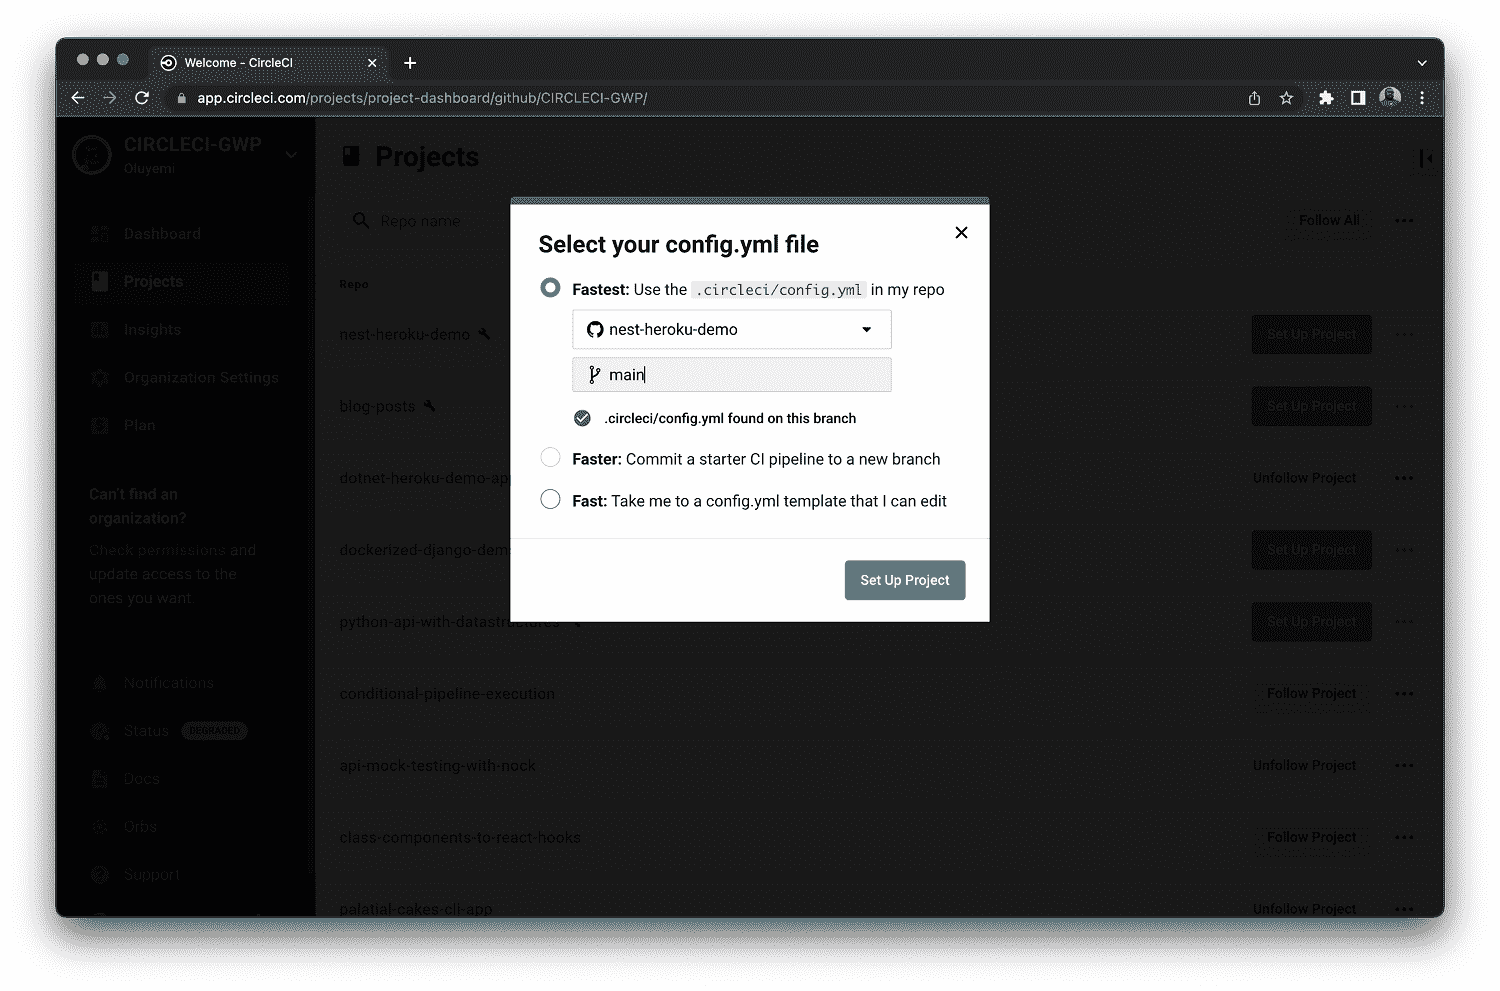 Welcome - CircleCI
app.circleci.com/projects/project-dashboard/github/CIRCLECI-GWP/
CIRCLECI-GWP
Oluyemi
Dashboard
Projects
Insights
Organization Settings
Plan
Can't find an
organization?
Check permissions and
update access to the
ones you want.
Notifications
Status DEGRADED
Docs
Orbs
Support
Projects
Repo name
Follow All
Repo
nest-heroku-demo
Set Up Project
blog-posts
Set Up Project
dotnet-heroku-demo-app
Unfollow Project
dockerized-django-demo
Set Up Project
python-api-with-datastructures
Set Up Project
conditional-pipeline-execution
Follow Project
api-mock-testing-with-nock
Unfollow Project
class-components-to-react-hooks
Follow Project
palatial-cakes-cli-app
Unfollow Project
Select your config.yml file
Fastest: Use the .circleci/config.yml in my repo
nest-heroku-demo
main
.circleci/config.yml found on this branch
Faster: Commit a starter CI pipeline to a new branch
Fast: Take me to a config.yml template that I can edit
Set Up Project